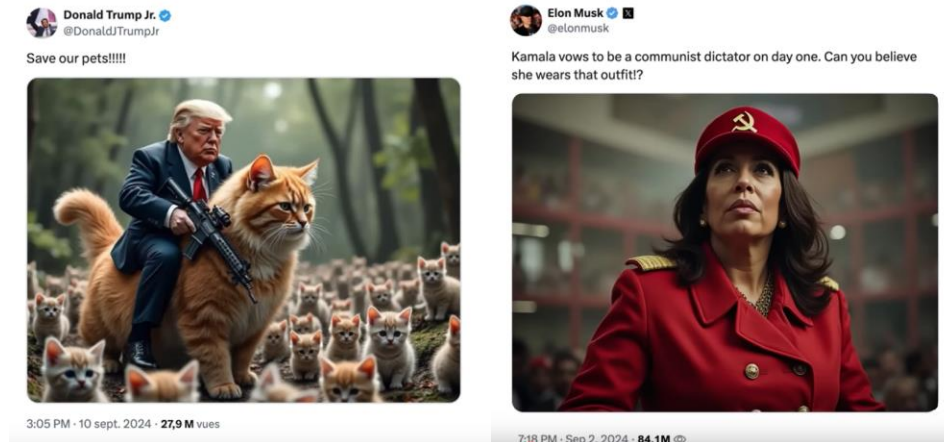 Donald Trump Jr.
@DonaldJTrumpJr
Save our pets!!!!!
3:05 PM · 10 sept. 2024 · 27,9 M vues
Elon Musk
@elonmusk
Kamala vows to be a communist dictator on day one. Can you believe
she wears that outfit!?
7:18 PM · Sep 2, 2024 · 84.1M